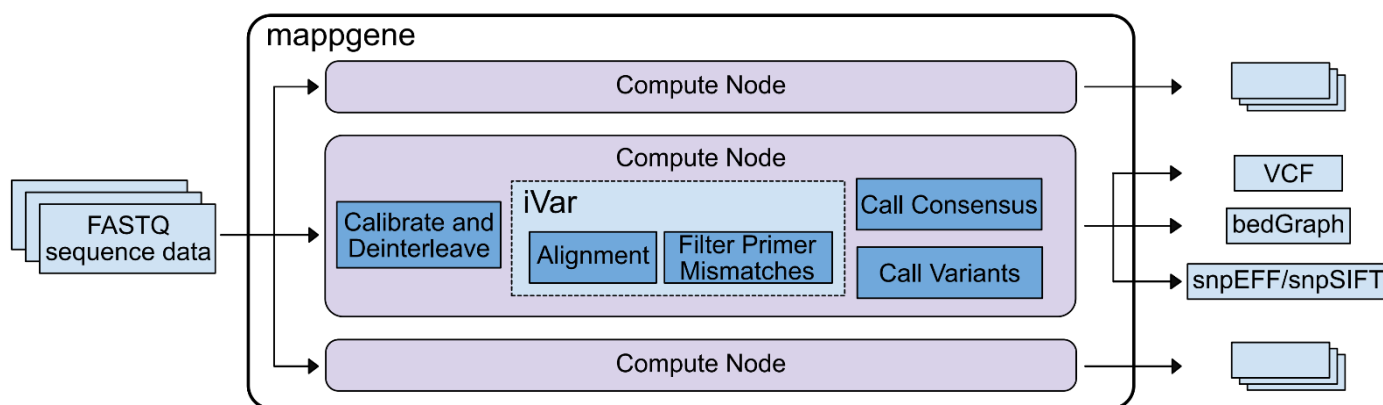 mappgene
Compute Node
Compute Node
FASTQ
sequence data
Calibrate and
Deinterleave
iVar
Alignment
Filter Primer
Mismatches
Call Consensus
Call Variants
VCF
bedGraph
snpEFF/snpSIFT
Compute Node